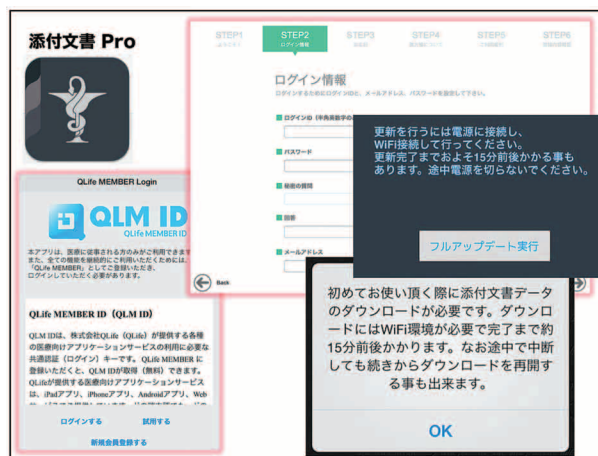 添付文書 Pro
STEP1
STEP2
ログイン情報
STEP3
STEP4
STEP5
STEP6
ログイン情報
ログインするためにログインIDと、メールアドレス、パスワードを設定して下さい。
ログインID(半角英数字の
パスワード
秘密の質問
回答
メールアドレス
Back
更新を行うには電源に接続し、
WiFi接続して行ってください。
更新完了までおよそ15分前後かかる事も
あります。途中電源を切らないでください。
フルアップデート実行
QLife MEMBER Login
QLM ID
QLife MEMBER ID
本アプリは、医療に従事される方のみがご利用できます
また、全ての機能を継続的にご利用いただくためには、
「QLife MEMBER」としてご登録いただき、
ログインしていただく必要があります。
QLife MEMBER ID(QLM ID)
QLM IDは、株式会社QLife(QLife)が提供する各種
の医療向けアプリケーションサービスの利用に必要な
共通認証(ログイン)キーです。QLife MEMBER に
登録いただくと、QLM IDが取得(無料)できます。
QLifeが提供する医療向けアプリケーションサービス
は、iPadアプリ、iPhoneアプリ、Androidアプリ、Web
ログインする
試用する
新規会員登録する
初めてお使い頂く際に添付文書データ
のダウンロードが必要です。ダウンロ
ードにはWiFi環境が必要で完了まで約
15分前後かかります。なお途中で中断
しても続きからダウンロードを再開す
る事も出来ます。
OK